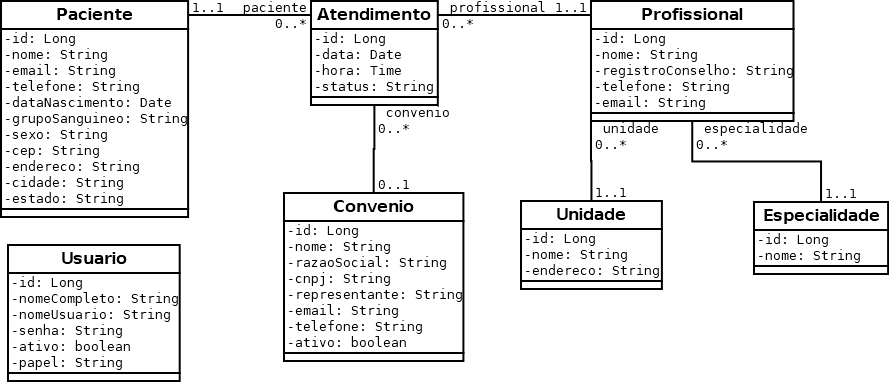 Paciente
-id: Long
-nome: String
-email: String
-telefone: String
-dataNascimento: Date
-grupoSanguineo: String
-sexo: String
-cep: String
-endereco: String
-cidade: String
-estado: String
1..1 paciente
0..*
Atendimento
-id: Long
-data: Date
-hora: Time
-status: String
profissional 1..1
0..*
Profissional
-id: Long
-nome: String
-registroConselho: String
-telefone: String
-email: String
convenio
0..*
0..1
unidade
0..*
1..1
especialidade
0..*
1..1
Convenio
-id: Long
-nome: String
-razaoSocial: String
-cnpj: String
-representante: String
-email: String
-telefone: String
-ativo: boolean
Unidade
-id: Long
-nome: String
-endereco: String
Especialidade
-id: Long
-nome: String
Usuario
-id: Long
-nomeCompleto: String
-nomeUsuario: String
-senha: String
-ativo: boolean
-papel: String